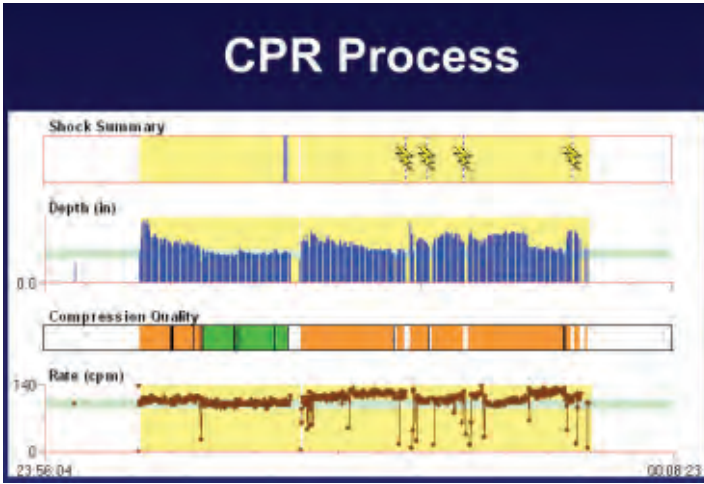 CPR Process
Shock Summary
Depth (in)
0.0
Compression Quality
Rate (cpm)
140
0
23:56:04
00:08:23